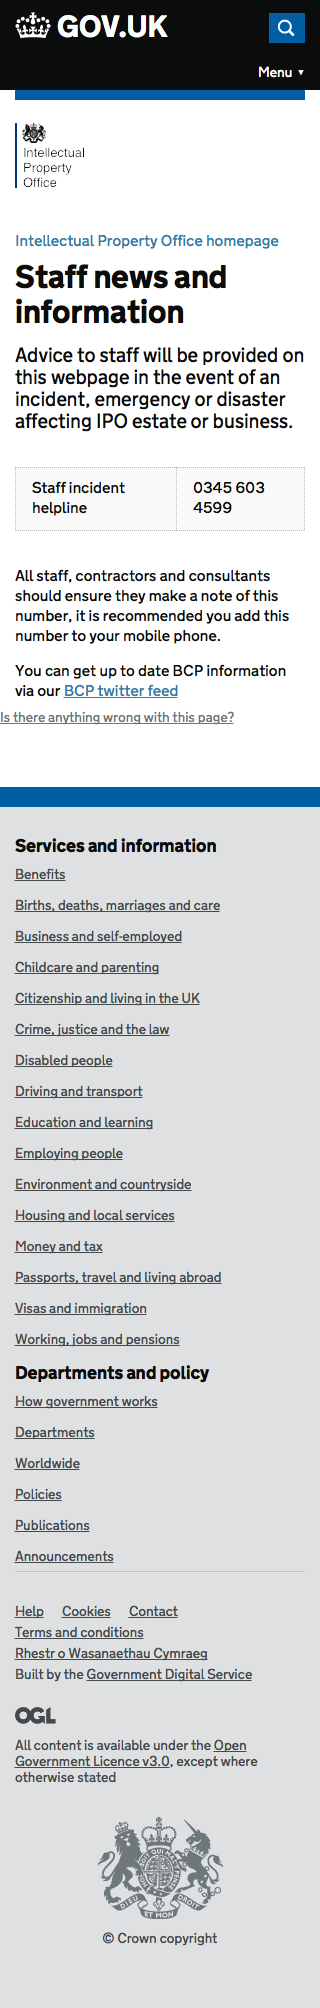 GOV.UK
Menu ▼
Intellectual
Property
Office
Intellectual Property Office homepage
Staff news and
information
Advice to staff will be provided on
this webpage in the event of an
incident, emergency or disaster
affecting IPO estate or business.
Staff incident
helpline
0345 603
4599
All staff, contractors and consultants
should ensure they make a note of this
number, it is recommended you add this
number to your mobile phone.
You can get up to date BCP information
via our BCP twitter feed
Is there anything wrong with this page?
Services and information
Benefits
Births, deaths, marriages and care
Business and self-employed
Childcare and parenting
Citizenship and living in the UK
Crime, justice and the law
Disabled people
Driving and transport
Education and learning
Employing people
Environment and countryside
Housing and local services
Money and tax
Passports, travel and living abroad
Visas and immigration
Working, jobs and pensions
Departments and policy
How government works
Departments
Worldwide
Policies
Publications
Announcements
Help Cookies Contact
Terms and conditions
Rhestr o Wasanaethau Cymraeg
Built by the Government Digital Service
OGL
All content is available under the Open
Government Licence v3.0, except where
otherwise stated
DIEU ET MON DROIT
© Crown copyright